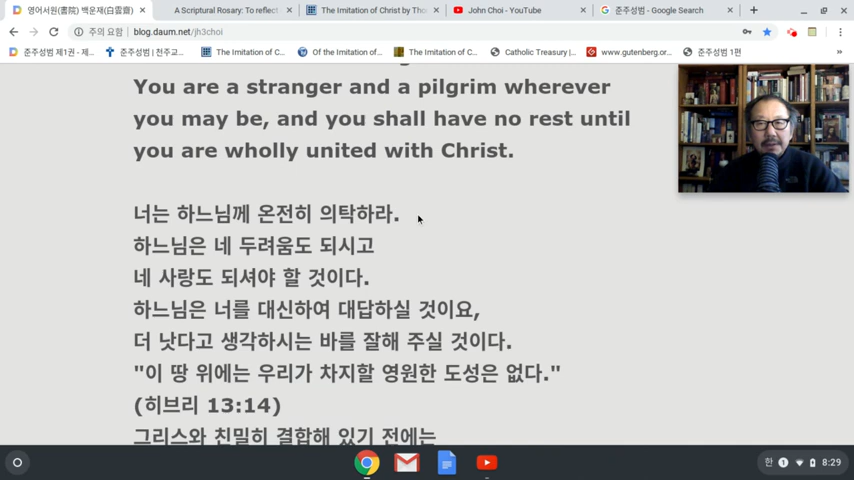 영어서원(書院) 백운재(白雲齋)
A Scriptural Rosary: To reflect
The Imitation of Christ by Tho
John Choi - YouTube
준주성범 - Google Search
주의 요함
blog.daum.net/jh3choi
준주성범 제1권 - 제...
준주성범 | 천주교...
The Imitation of C...
Of the Imitation of...
The Imitation of C...
Catholic Treasury |...
www.gutenberg.org...
준주성범 1편
You are a stranger and a pilgrim wherever
you may be, and you shall have no rest until
you are wholly united with Christ.
너는 하느님께 온전히 의탁하라.
하느님은 네 두려움도 되시고
네 사랑도 되셔야 할 것이다.
하느님은 너를 대신하여 대답하실 것이요,
더 낫다고 생각하시는 바를 잘해 주실 것이다.
"이 땅 위에는 우리가 차지할 영원한 도성은 없다."
(히브리 13:14)
그리스와 친밀히 결합해 있기 전에는
한
1
8:29